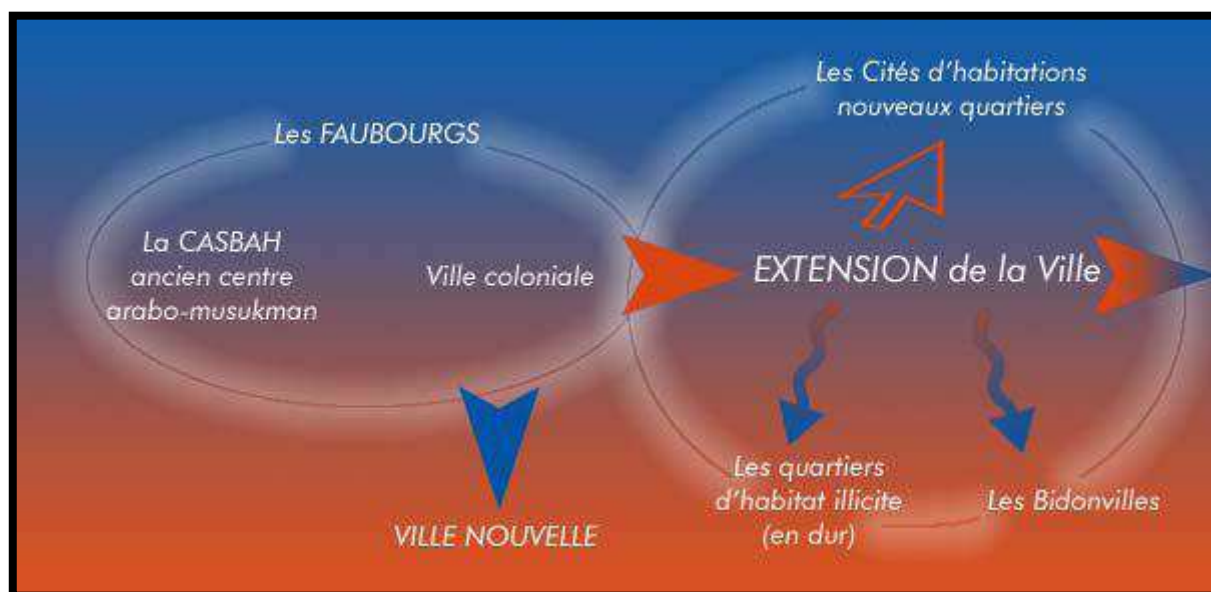 Les FAUBOURGS
La CASBAH
ancien centre
arabo-musukman
Ville coloniale
VILLE NOUVELLE
Les Cités d'habitations
nouveaux quartiers
EXTENSION de la Ville
Les quartiers
d'habitat illicite
(en dur)
Les Bidonvilles